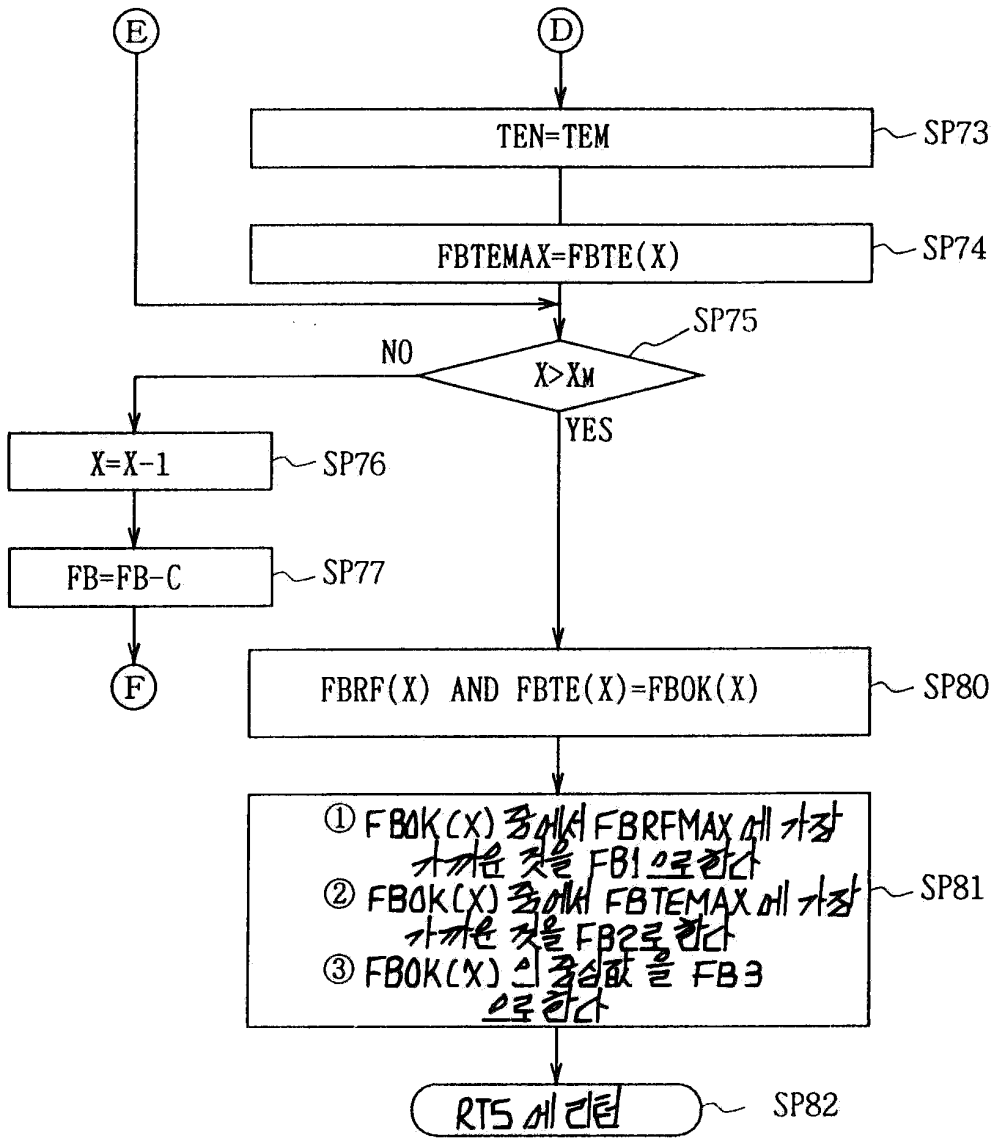 E
D
TEN=TEM
SP73
FBTEMAX=FBTE(X)
SP74
SP75
NO
X>XM
YES
X=X-1
SP76
FB=FB-C
SP77
F
FBRF(X) AND FBTE(X)=FBOK(X)
SP80
① FBOK(X) 중에서 FBRFMAX에 가장
가까운 것을 FB1으로한다
② FBOK(X) 중에서 FBTEMAX에 가장
가까운 것을 FB2로 한다
SP81
③ FBOK(X)의 중심값을 FB3
으로한다
RT5에 리턴
SP82